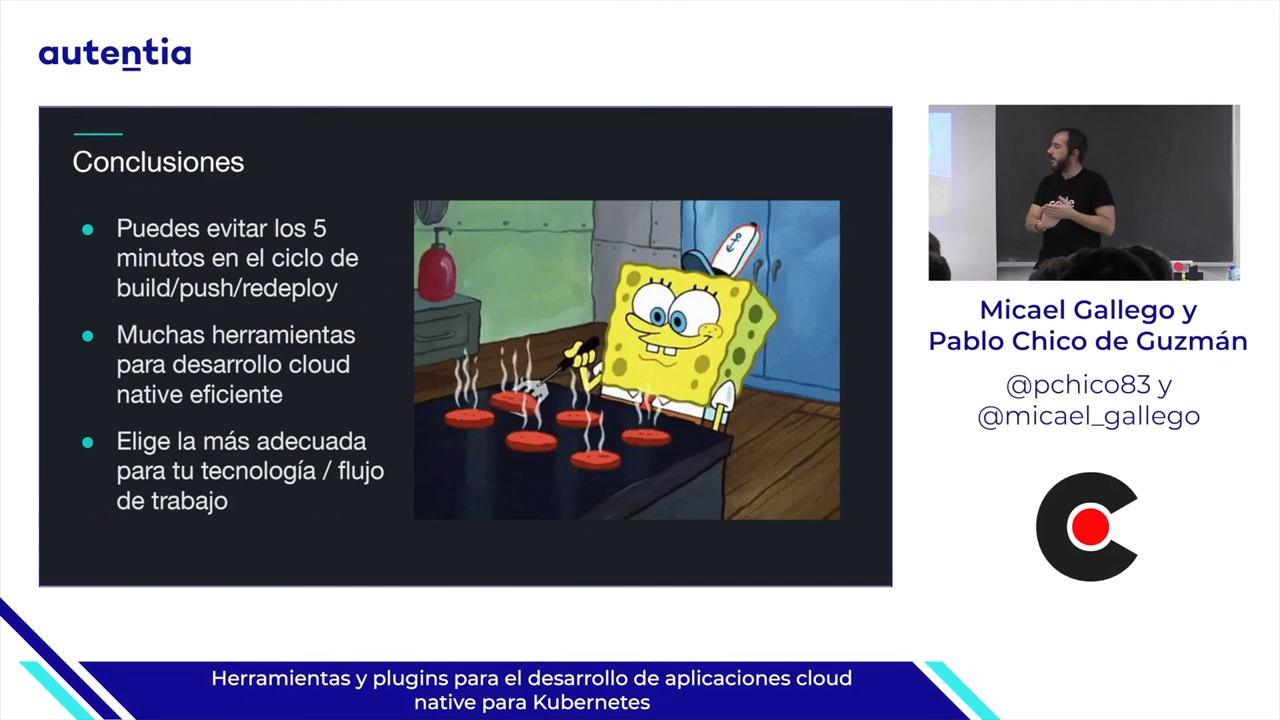 autentia
Conclusiones
Puedes evitar los 5
minutos en el ciclo de
build/push/redeploy
Muchas herramientas
para desarrollo cloud
native eficiente
Elige la más adecuada
para tu tecnología / flujo
de trabajo
Micael Gallego y
Pablo Chico de Guzmán
@pchico83 y
@micael_gallego
Herramientas y plugins para el desarrollo de aplicaciones cloud
native para Kubernetes